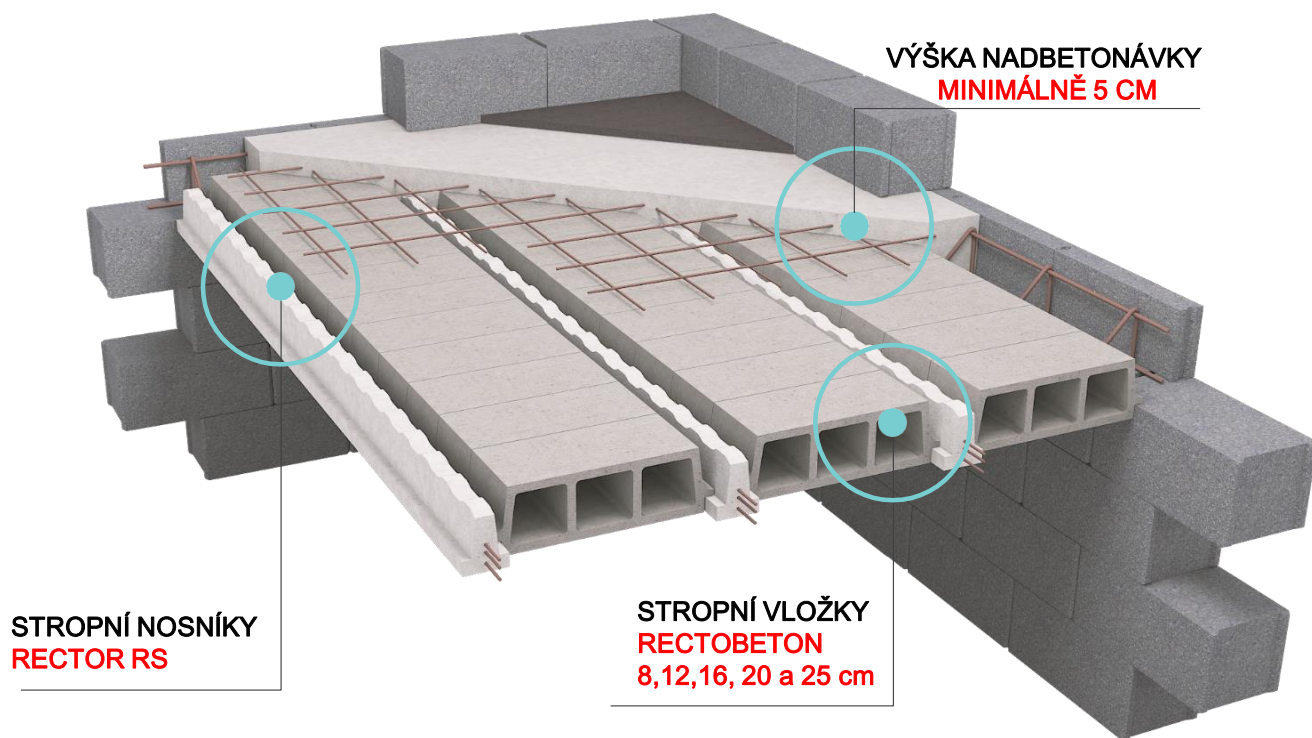 VÝŠKA NADBETONÁVKY
MINIMÁLNĚ 5 CM
STROPNÍ NOSNÍKY
RECTOR RS
STROPNÍ VLOŽKY
RECTOBETON
8,12,16, 20 a 25 cm